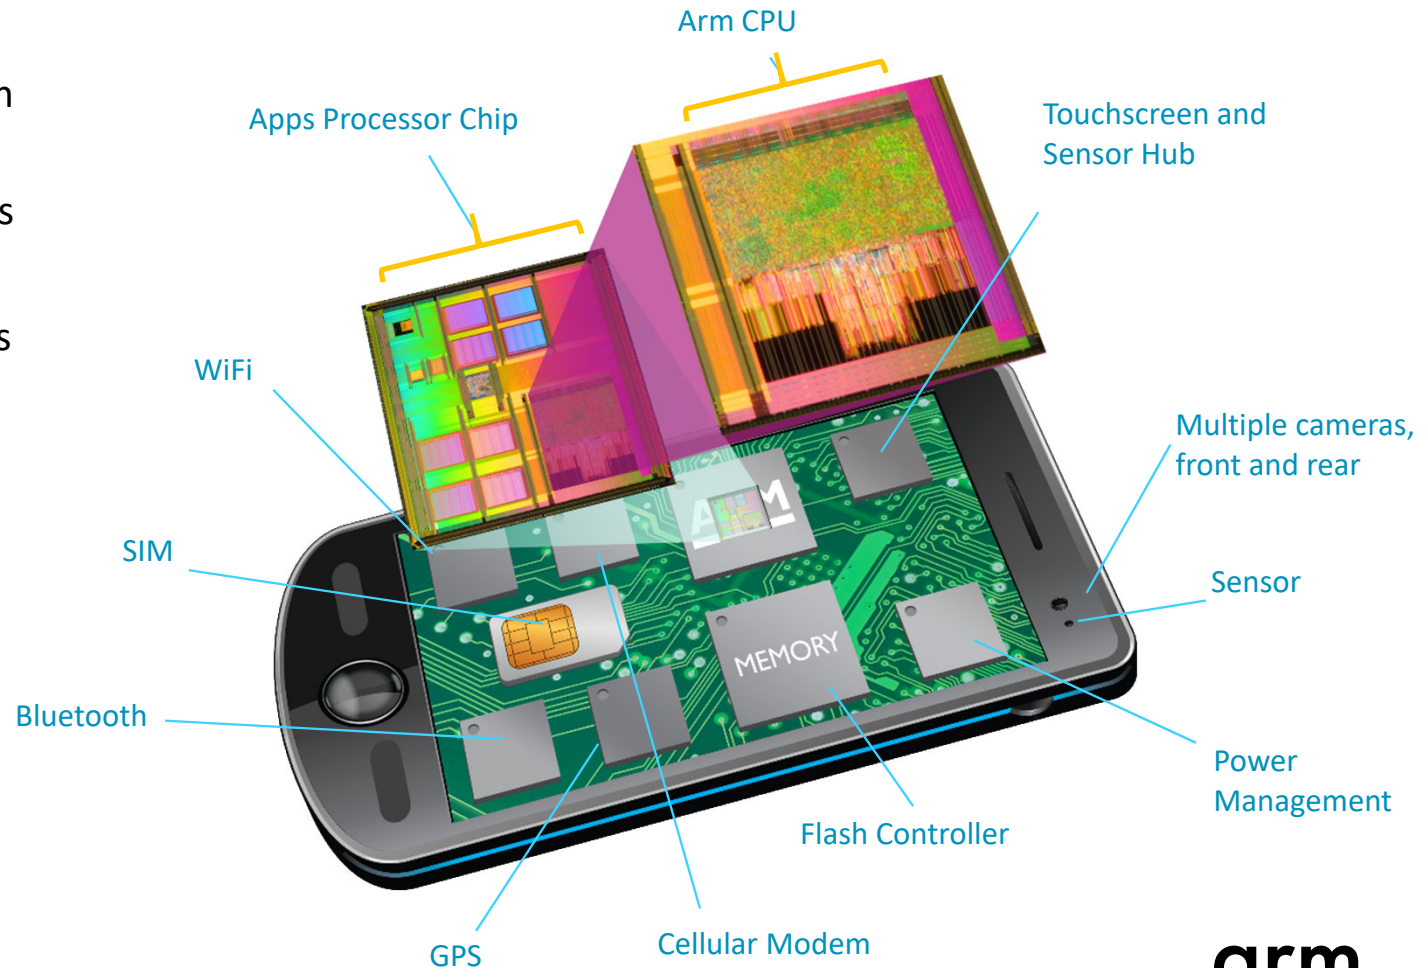 Arm CPU
Apps Processor Chip
Touchscreen and
Sensor Hub
WiFi
Multiple cameras,
front and rear
SIM
Sensor
MEMORY
Bluetooth
Power
Management
Flash Controller
Cellular Modem
GPS
arm